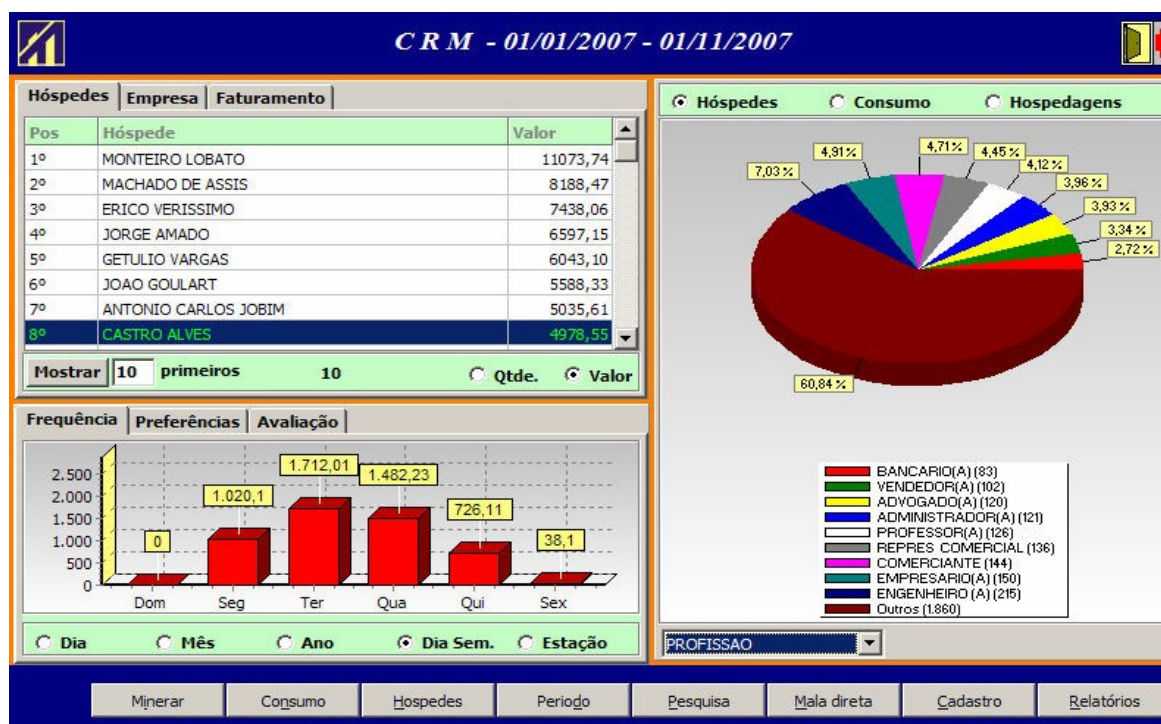 C R M - 01/01/2007 - 01/11/2007
Hóspedes Empresa Faturamento
Pos Hóspede Valor
1º MONTEIRO LOBATO 11073,74
2º MACHADO DE ASSIS 8188,47
3º ERICO VERISSIMO 7438,06
4º JORGE AMADO 6597,15
5º GETULIO VARGAS 6043,10
6º JOAO GOULART 5588,33
7º ANTONIO CARLOS JOBIM 5035,61
8º CASTRO ALVES 4978,55
Mostrar 10 primeiros 10 Qtde. Valor
Frequência Preferências Avaliação
2.500
2.000
1.500
1.000
500
0
0
1.020,1
1.712,01
1.482,23
726,11
38,1
Dom Seg Ter Qua Qui Sex
Dia Mês Ano Dia Sem. Estação
Hóspedes Consumo Hospedagens
7,03 %
4,91 %
4,71 %
4,45 %
4,12 %
3,96 %
3,93 %
3,34 %
2,72 %
60,84 %
BANCARIO(A) (83)
VENDEDOR(A) (102)
ADVOGADO(A) (120)
ADMINISTRADOR(A) (121)
PROFESSOR(A) (126)
REPRES COMERCIAL (136)
COMERCIANTE (144)
EMPRESARIO(A) (150)
ENGENHEIRO (A) (215)
Outros (1.860)
PROFISSAO
Minerar Consumo Hospedes Periodo Pesquisa Mala direta Cadastro Relatórios